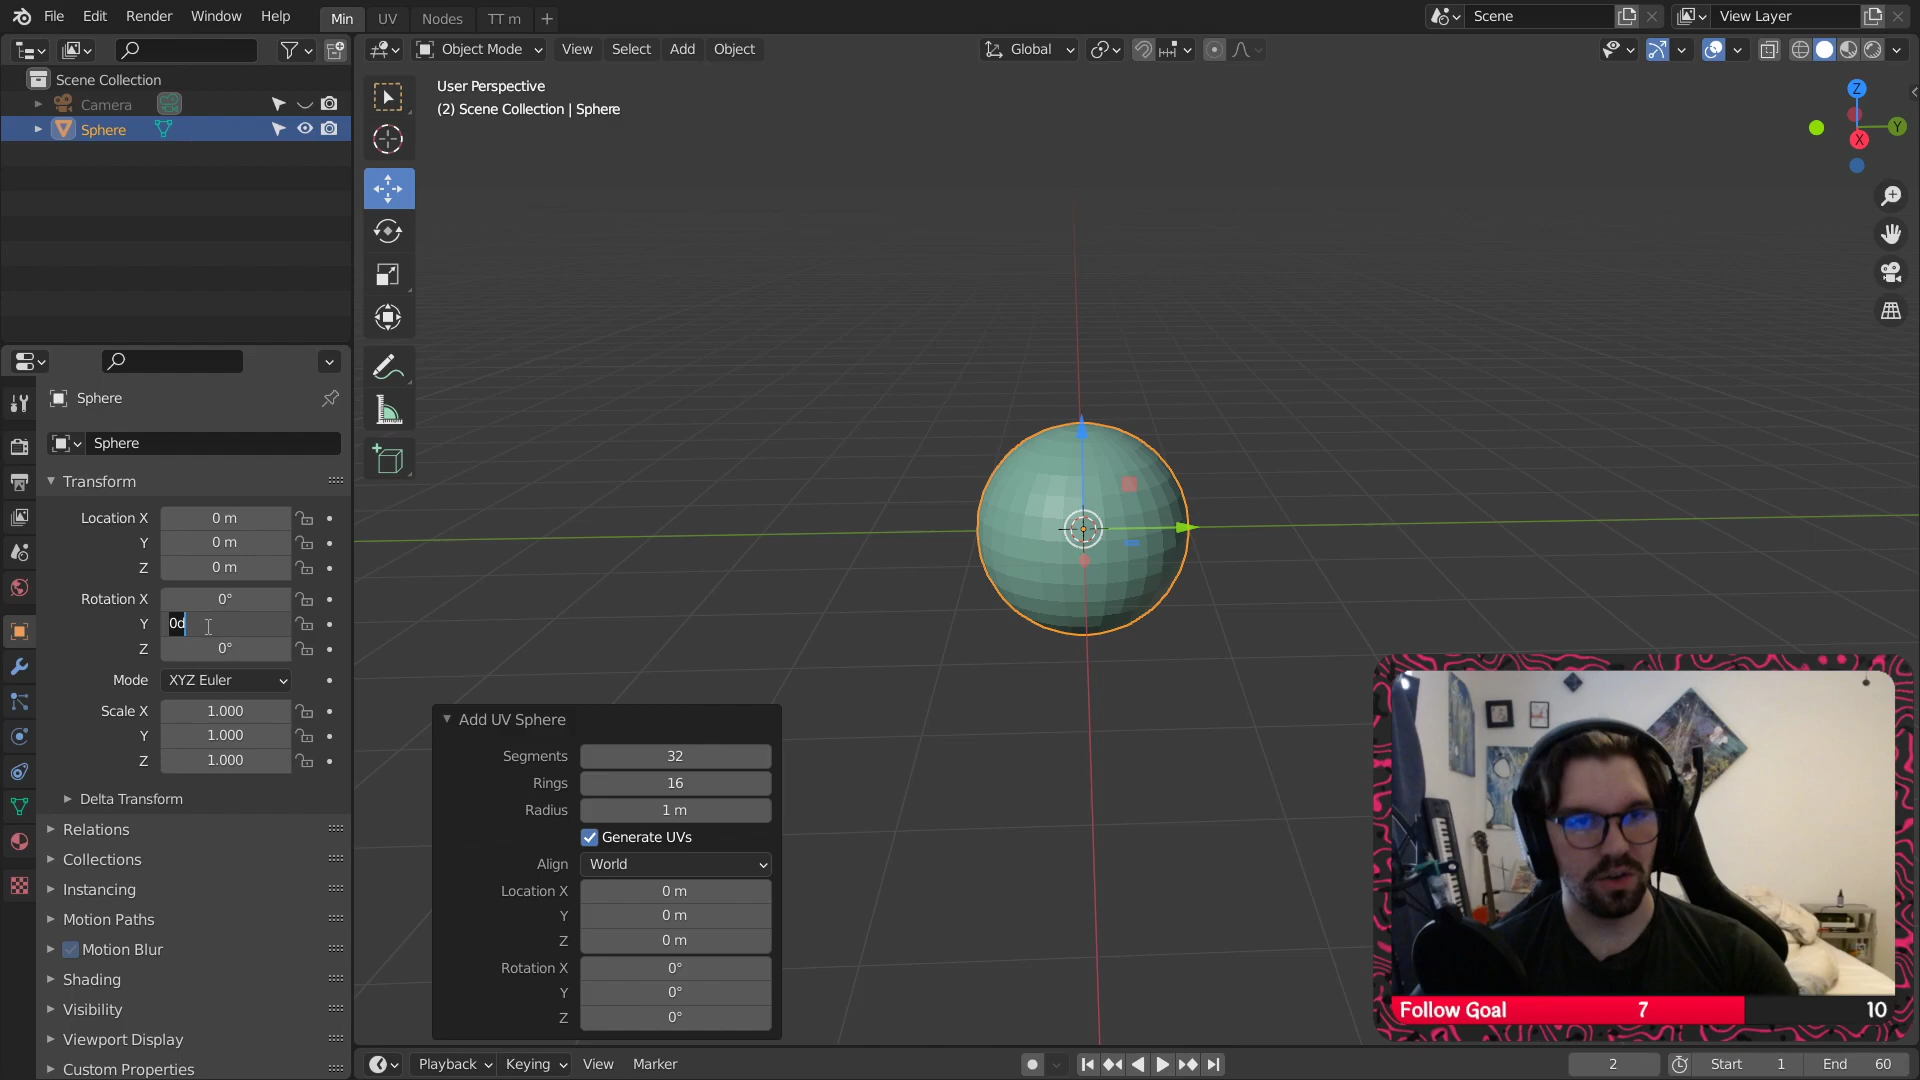 File Edit Render Window Help Min UV Nodes TT m + Scene View Layer
Object Mode View Select Add Object Global
Scene Collection
Camera
Sphere
User Perspective
(2) Scene Collection | Sphere
Z
Y
X
Sphere
Sphere
Transform
Location X 0 m
Y 0 m
Z 0 m
Rotation X 0°
Y 0d
Z 0°
Mode XYZ Euler
Scale X 1.000
Y 1.000
Z 1.000
Delta Transform
Relations
Collections
Instancing
Motion Paths
Motion Blur
Shading
Visibility
Viewport Display
Custom Properties
Add UV Sphere
Segments 32
Rings 16
Radius 1 m
Generate UVs
Align World
Location X 0 m
Y 0 m
Z 0 m
Rotation X 0°
Y 0°
Z 0°
Follow Goal 7 10
Playback Keying View Marker 2 Start 1 End 60